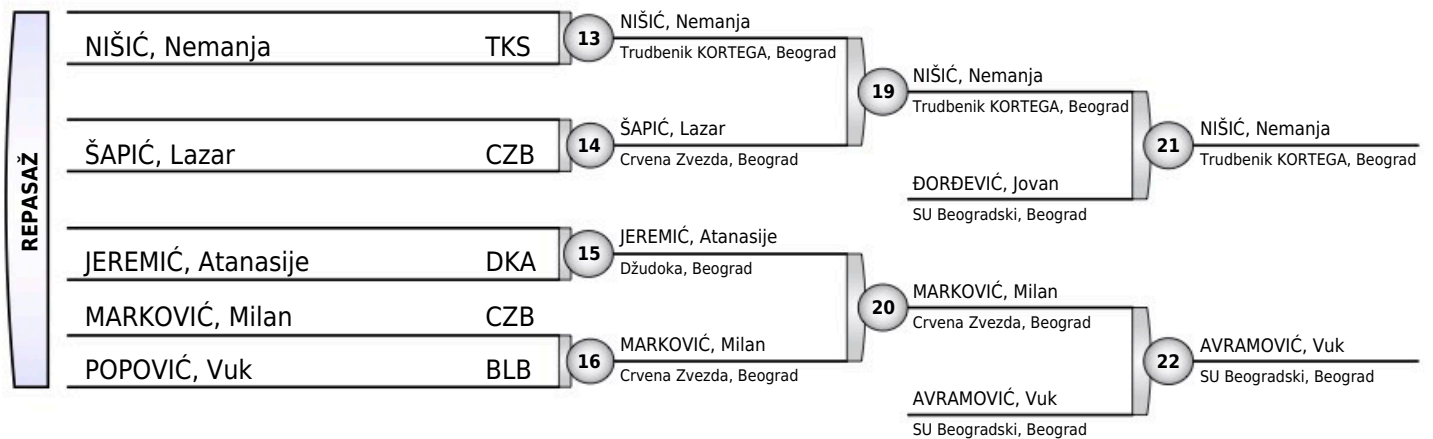 REPASAŽ
NIŠIĆ, Nemanja TKS
ŠAPIĆ, Lazar CZB
JEREMIĆ, Atanasije DKA
MARKOVIĆ, Milan CZB
POPOVIĆ, Vuk BLB
13
NIŠIĆ, Nemanja
Trudbenik KORTEGA, Beograd
14
ŠAPIĆ, Lazar
Crvena Zvezda, Beograd
15
JEREMIĆ, Atanasije
Džudoka, Beograd
16
MARKOVIĆ, Milan
Crvena Zvezda, Beograd
19
NIŠIĆ, Nemanja
Trudbenik KORTEGA, Beograd
ĐORĐEVIĆ, Jovan
SU Beogradski, Beograd
20
MARKOVIĆ, Milan
Crvena Zvezda, Beograd
AVRAMOVIĆ, Vuk
SU Beogradski, Beograd
21
NIŠIĆ, Nemanja
Trudbenik KORTEGA, Beograd
22
AVRAMOVIĆ, Vuk
SU Beogradski, Beograd